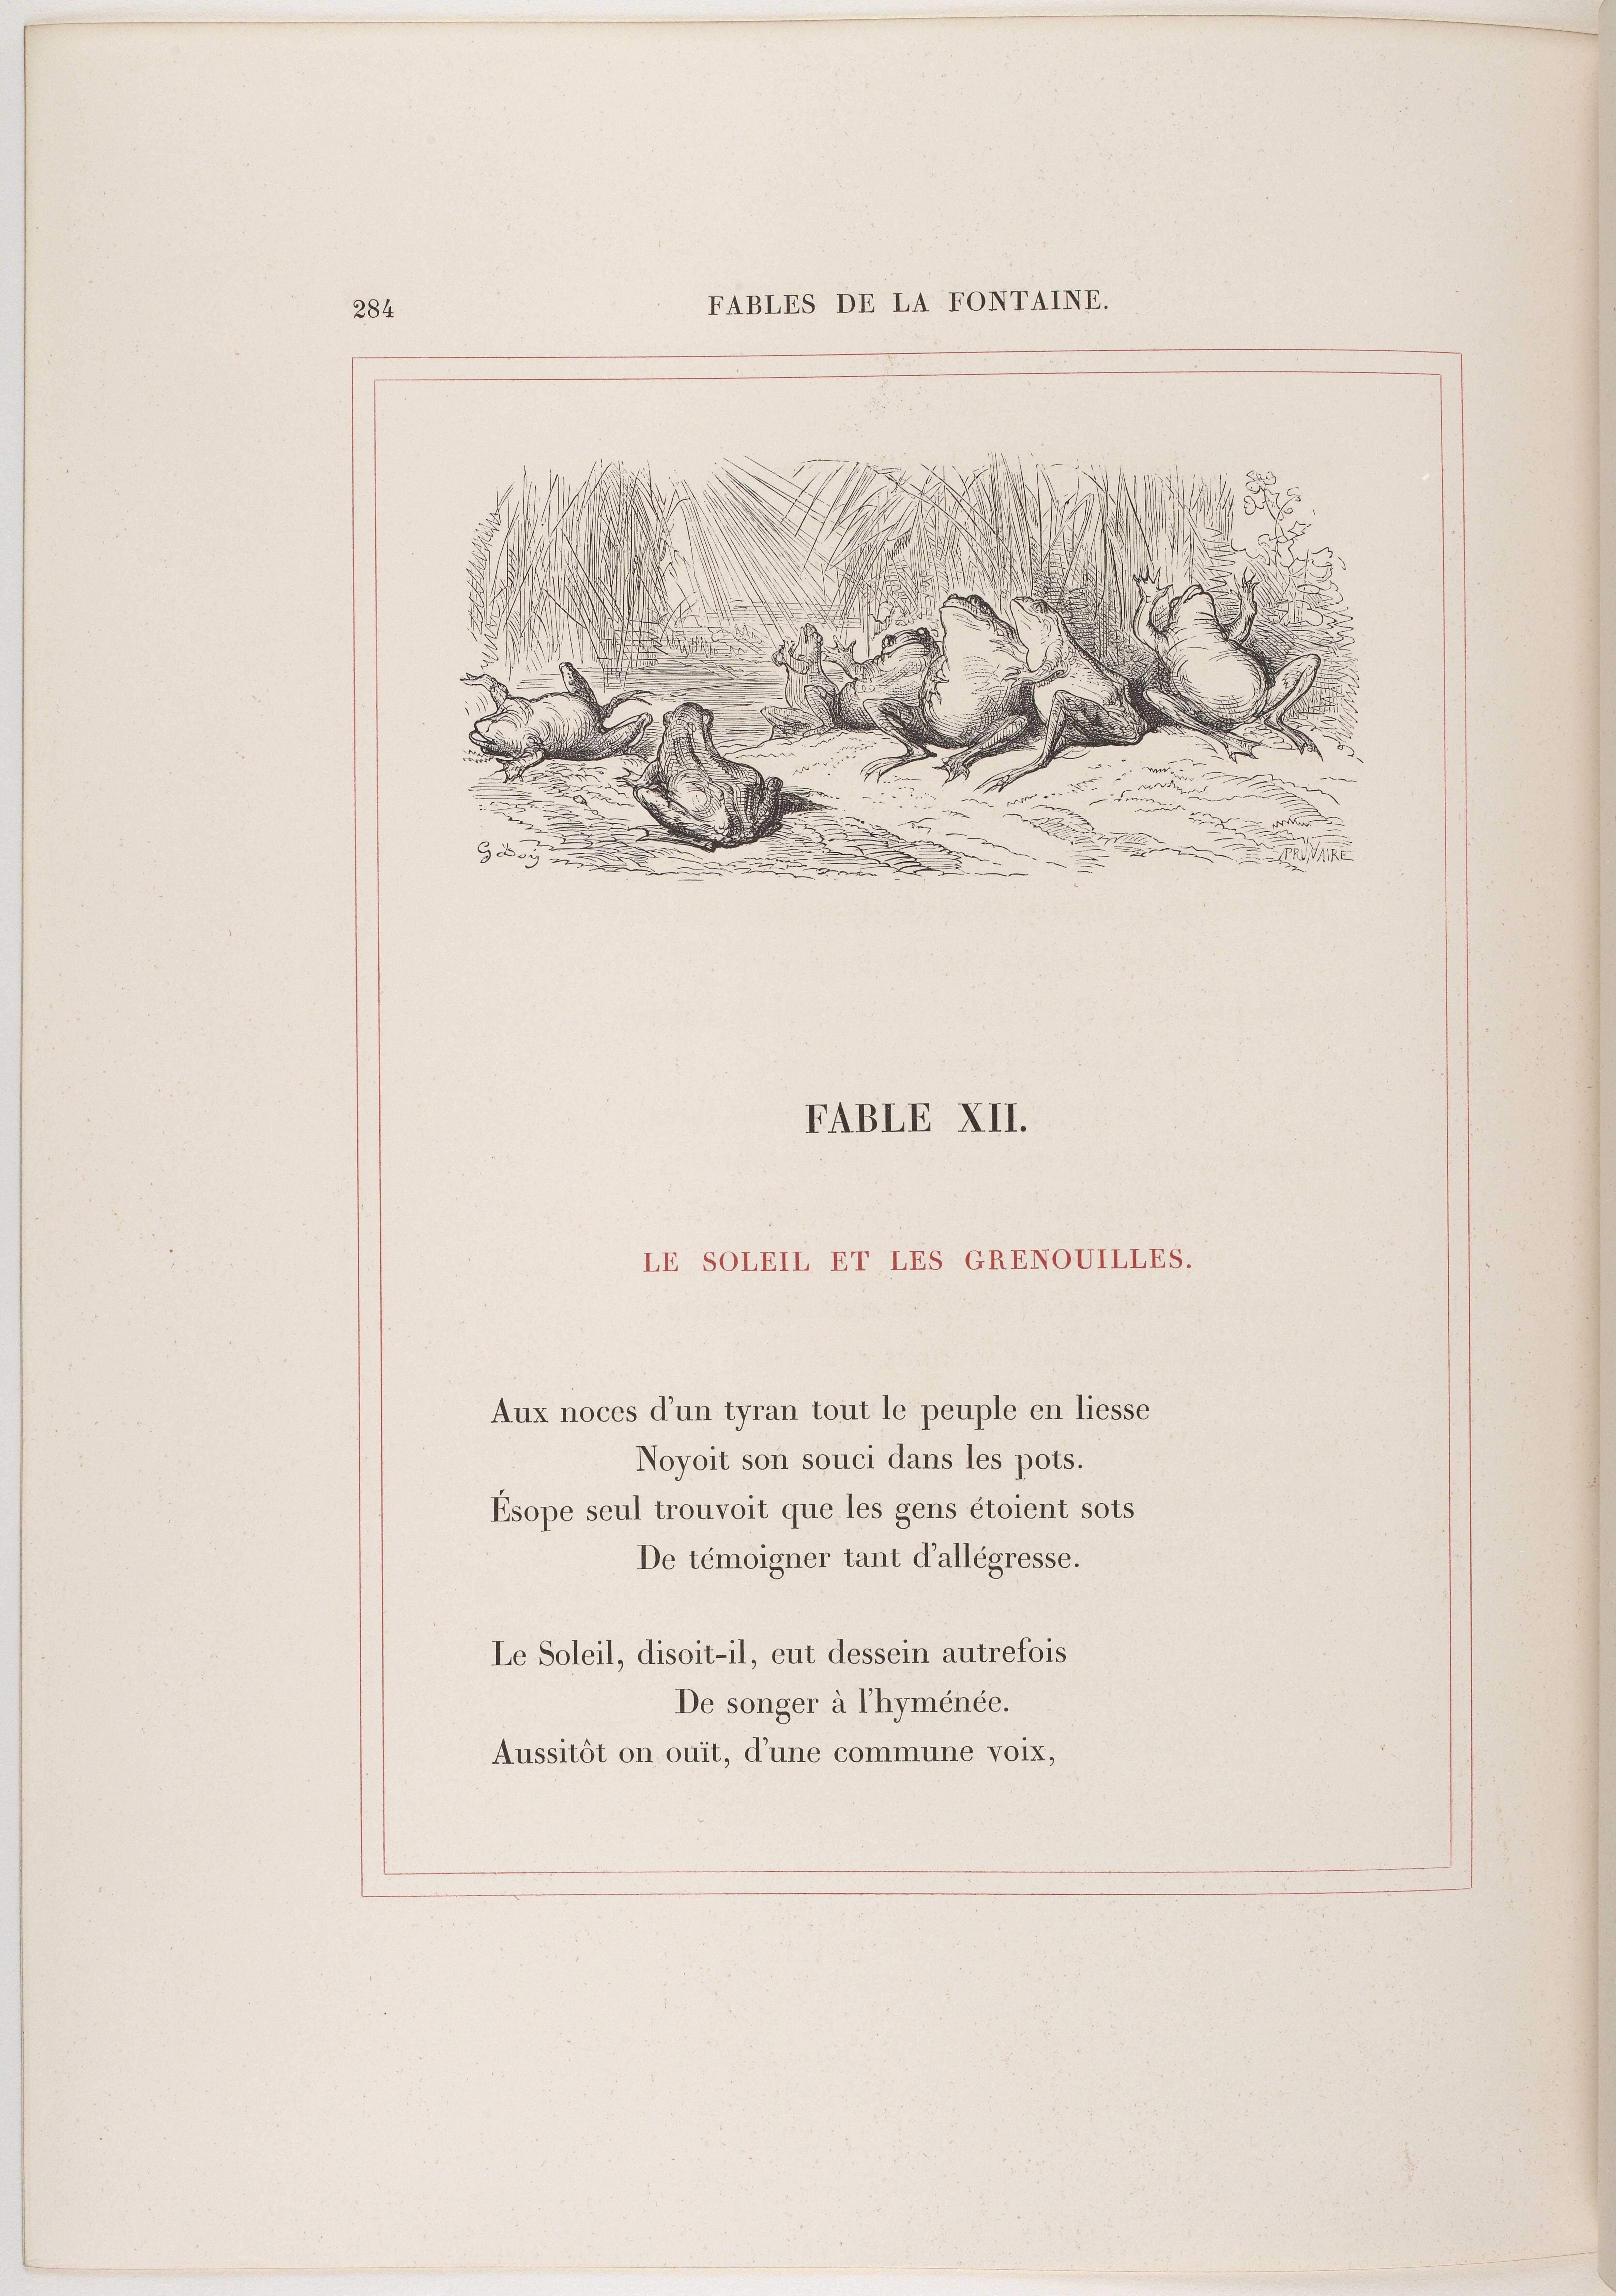 284
FABLES DE LA FONTAINE.
G Doré
PRUNAIRE
FABLE XII.
LE SOLEIL ET LES GRENOUILLES.
Aux noces d'un tyran tout le peuple en liesse
Noyoit son souci dans les pots.
Ésope seul trouvoit que les gens étoient sots
De témoigner tant d'allégresse.
Le Soleil, disoit-il, eut dessein autrefois
De songer à l'hyménée.
Aussitôt on ouït, d'une commune voix,